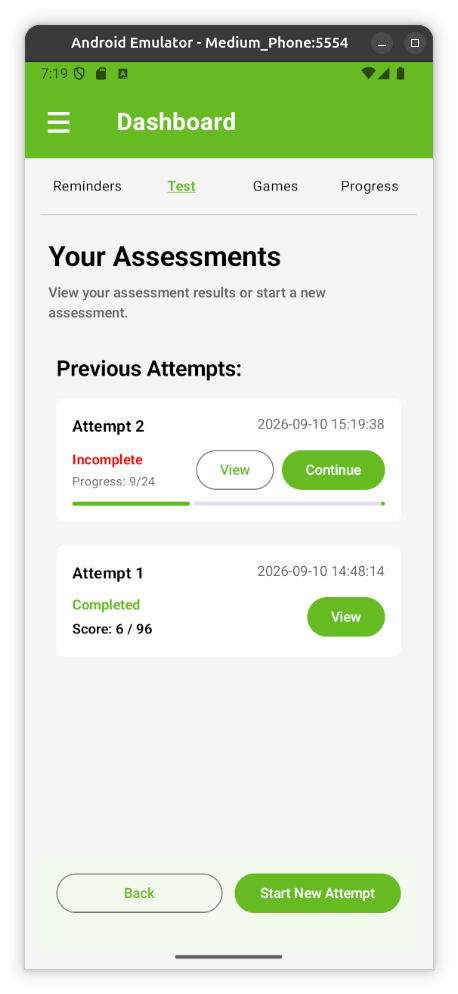 Android Emulator - Medium_Phone:5554
7:19
Dashboard
Reminders Test Games Progress
Your Assessments
View your assessment results or start a new
assessment.
Previous Attempts:
Attempt 2 2026-09-10 15:19:38
Incomplete
View Continue
Progress: 9/24
Attempt 1 2026-09-10 14:48:14
Completed
View
Score: 6 / 96
Back Start New Attempt